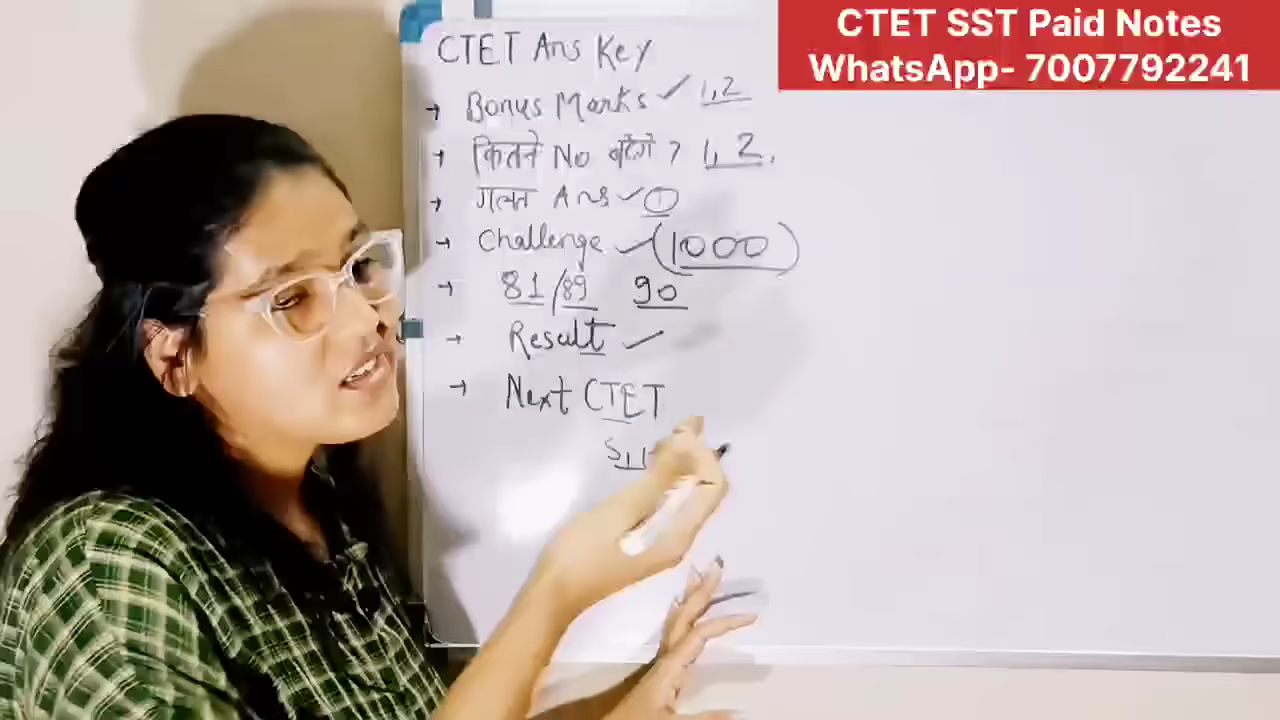 CTET SST Paid Notes
WhatsApp- 7007792241
CTET Ans Key
→ Bonus Marks ✓ 1,2
→ कितने No बढ़ेंगे? 1, 2,
→ गलत Ans ✓ 1
→ Challenge ✓ (1000)
→ 81/89 90
→ Result ✓
→ Next CTET